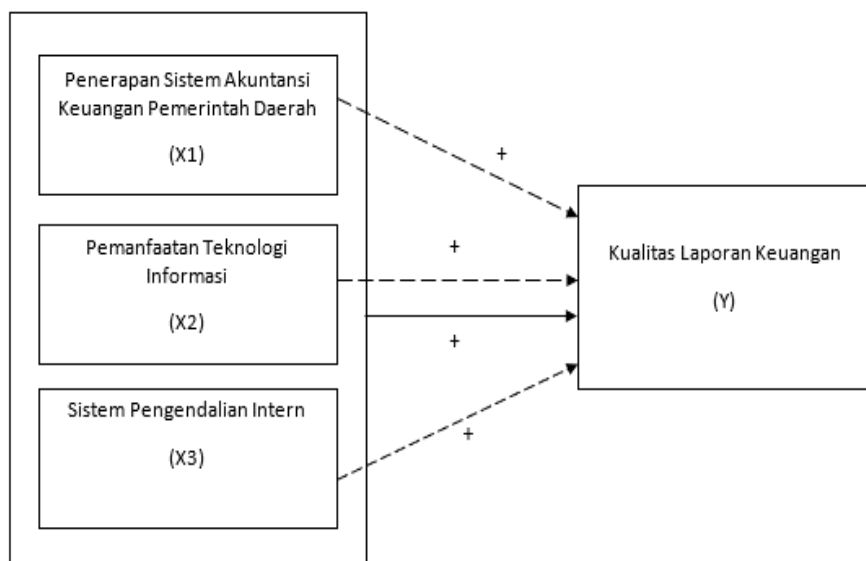 Penerapan Sistem Akuntansi
Keuangan Pemerintah Daerah
(X1)
+
Pemanfaatan Teknologi
Informasi
(X2)
+
+
Kualitas Laporan Keuangan
(Y)
Sistem Pengendalian Intern
(X3)
+